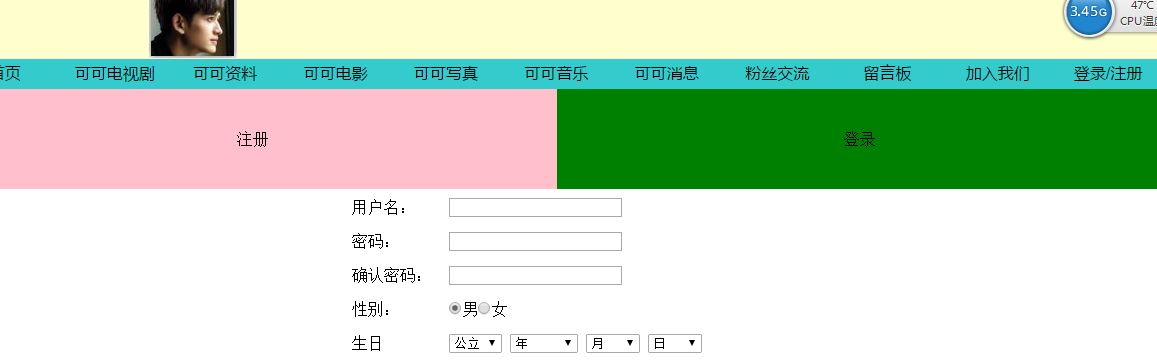 3.45G
47℃
CPU温度
首页 可可电视剧 可可资料 可可电影 可可写真 可可音乐 可可消息 粉丝交流 留言板 加入我们 登录/注册
注册 登录
用户名：
密码：
确认密码：
性别： 男 女
生日 公立 年 月 日